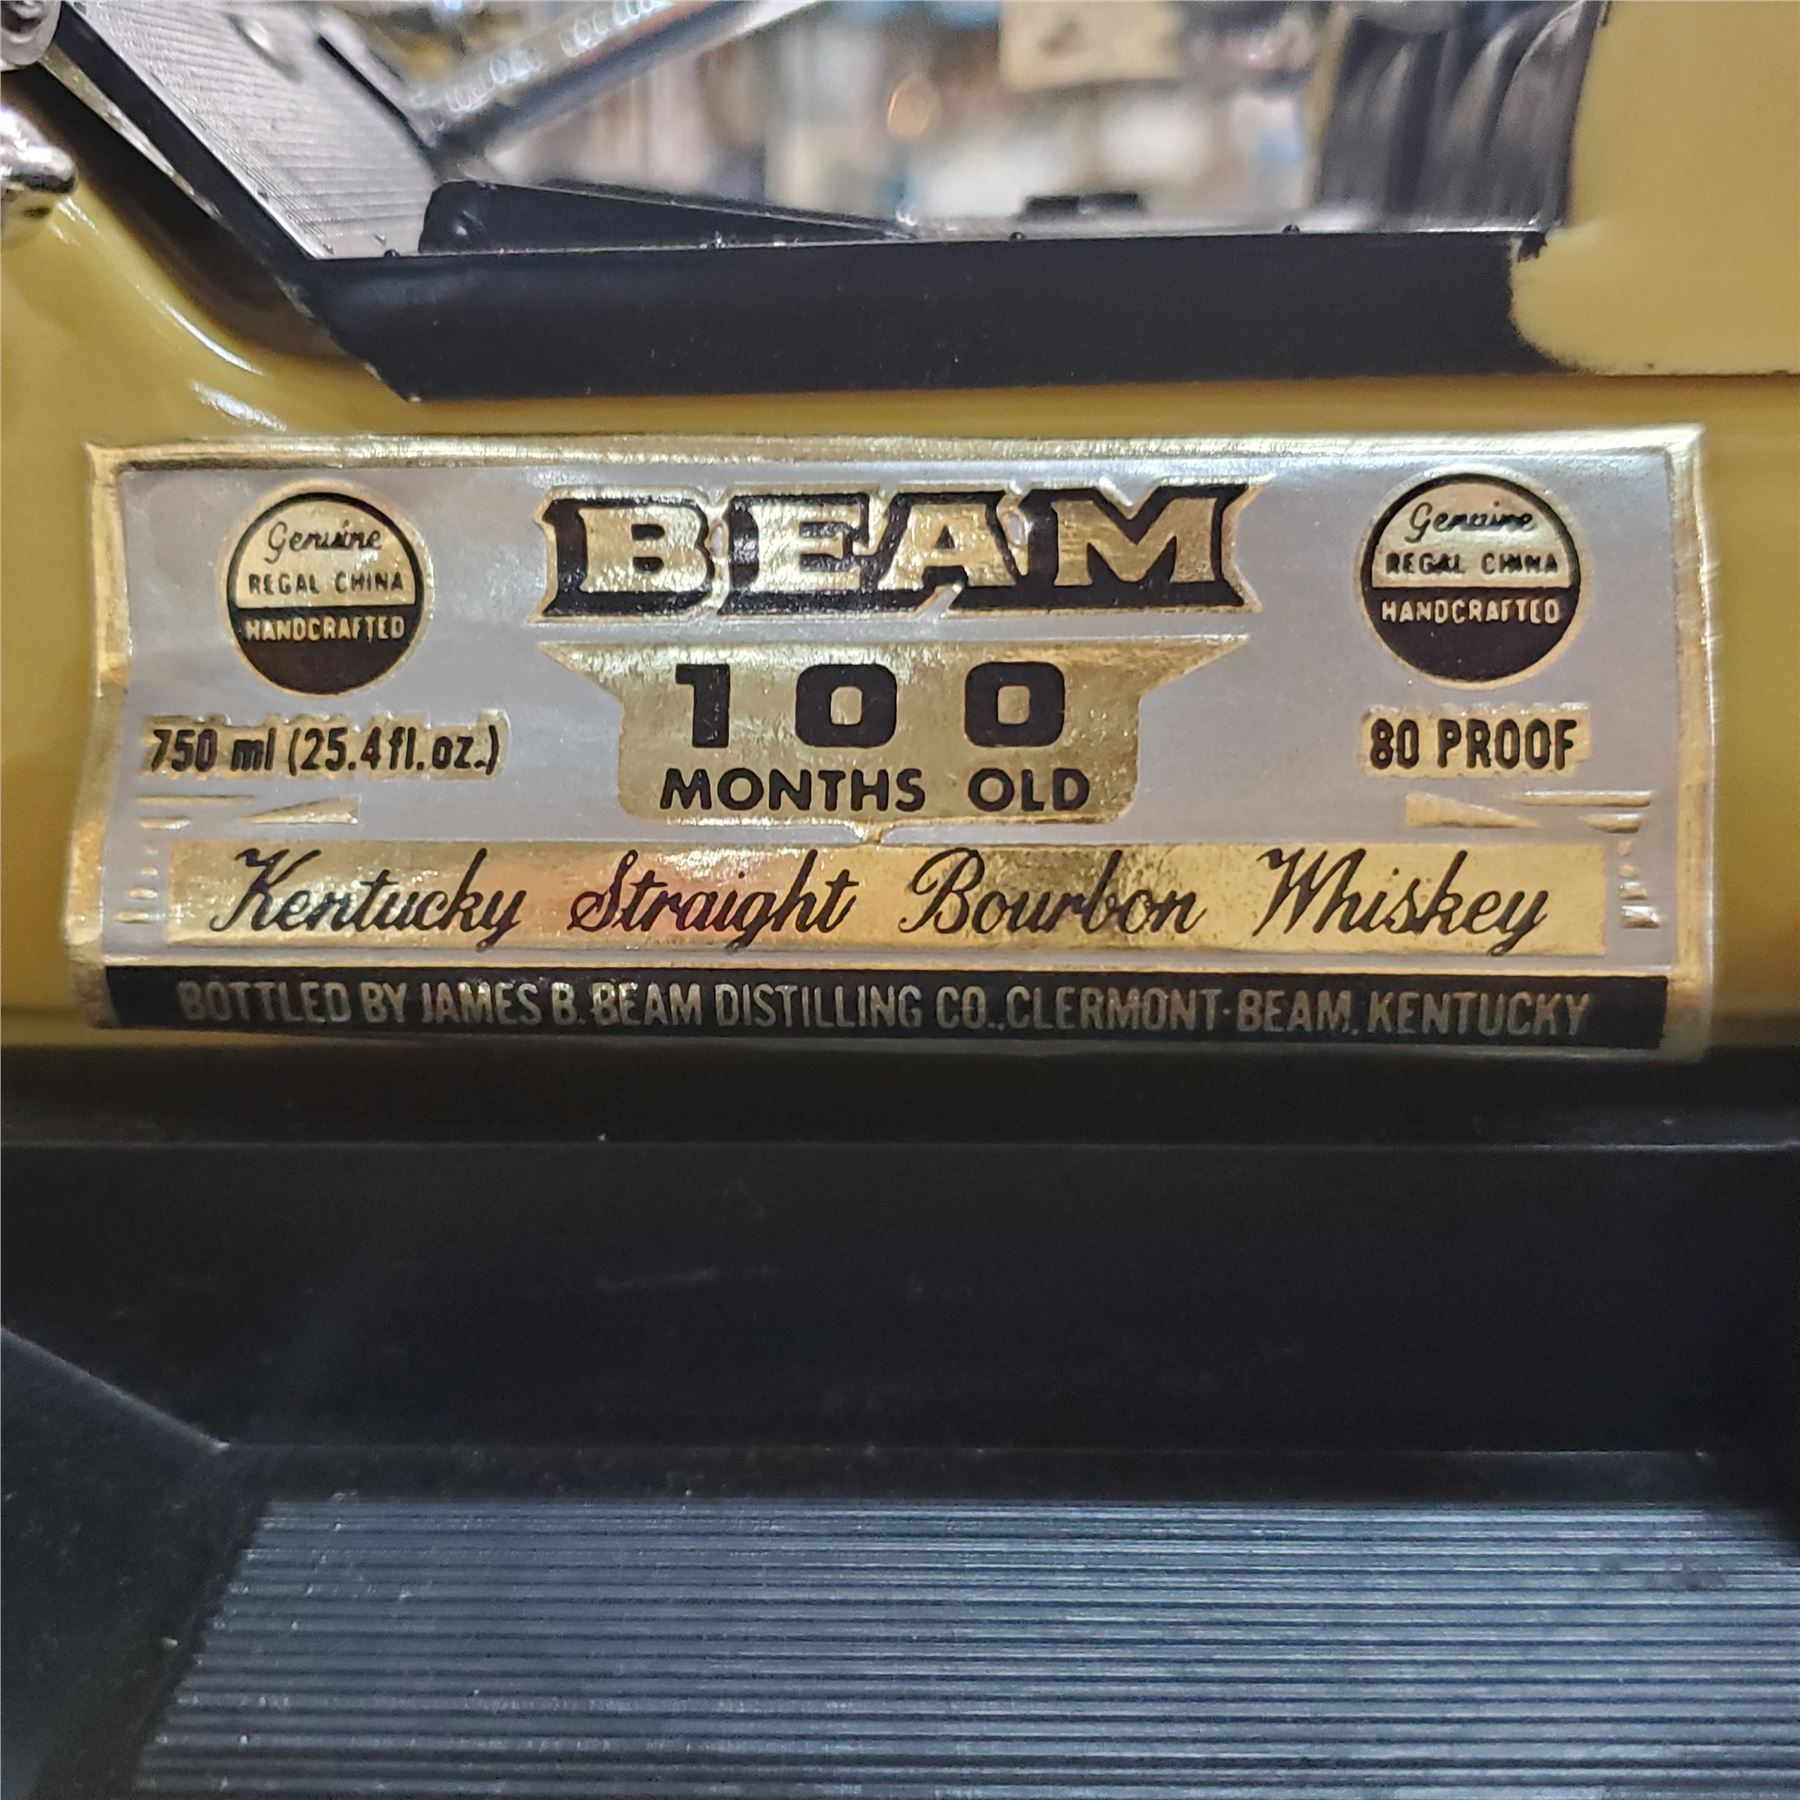 Genuine
REGAL CHINA
HANDCRAFTED
BEAM
Genuine
REGAL CHINA
HANDCRAFTED
750 ml (25.4 fl. oz.)
100
MONTHS OLD
80 PROOF
Kentucky Straight Bourbon Whiskey
BOTTLED BY JAMES B. BEAM DISTILLING CO., CLERMONT-BEAM, KENTUCKY